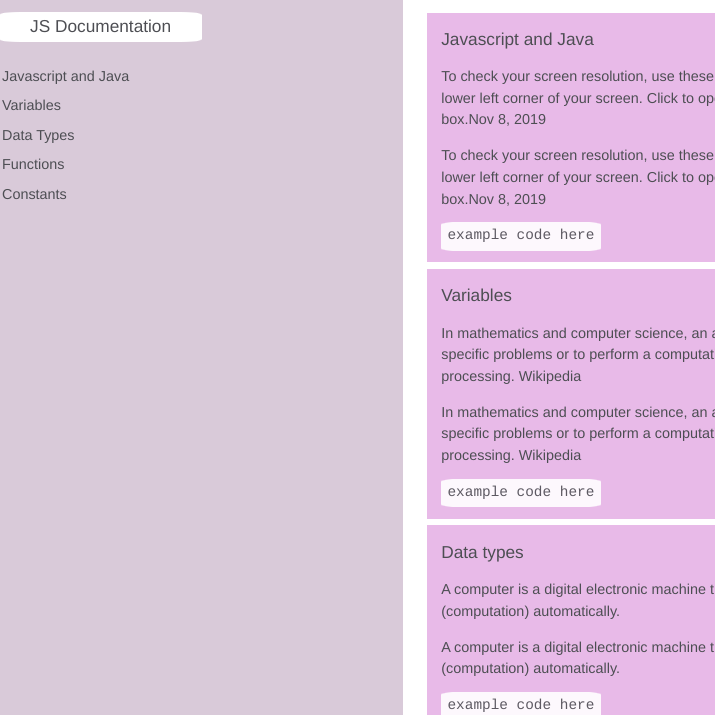 JS Documentation
Javascript and Java
Variables
Data Types
Functions
Constants
Javascript and Java
To check your screen resolution, use these
lower left corner of your screen. Click to op
box.Nov 8, 2019
To check your screen resolution, use these
lower left corner of your screen. Click to op
box.Nov 8, 2019
example code here
Variables
In mathematics and computer science, an a
specific problems or to perform a computat
processing. Wikipedia
In mathematics and computer science, an a
specific problems or to perform a computat
processing. Wikipedia
example code here
Data types
A computer is a digital electronic machine t
(computation) automatically.
A computer is a digital electronic machine t
(computation) automatically.
example code here